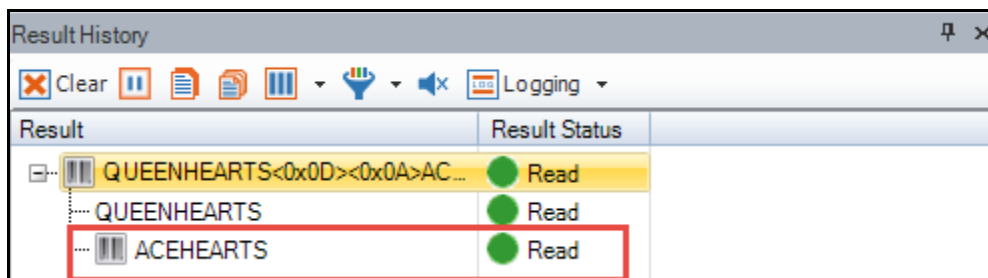 Result History
Clear Logging
Result Result Status
QUEENHEARTS<0x0D><0x0A>AC... Read
QUEENHEARTS Read
ACEHEARTS Read